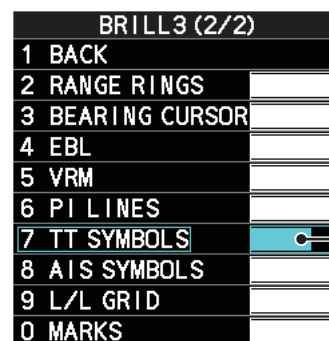 BRILL3 (2/2)
1 BACK
2 RANGE RINGS
3 BEARING CURSOR
4 EBL
5 VRM
6 PI LINES
7 TT SYMBOLS
8 AIS SYMBOLS
9 L/L GRID
0 MARKS